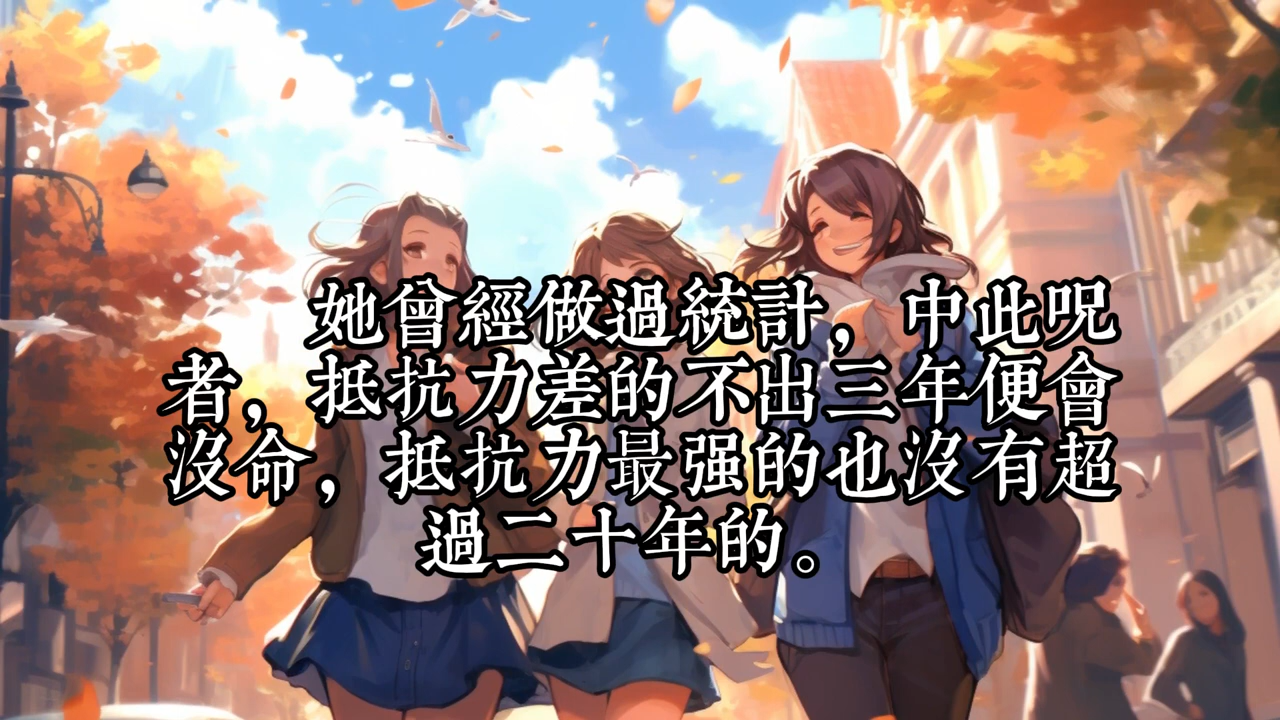 她曾經做過統計，中此呪
者，抵抗力差的不出三年便會
沒命，抵抗力最强的也沒有超
過二十年的。